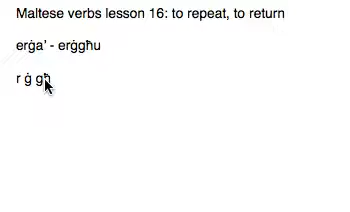 Maltese verbs lesson 16: to repeat, to return
erġa’ - erġgħu
r ġ għ